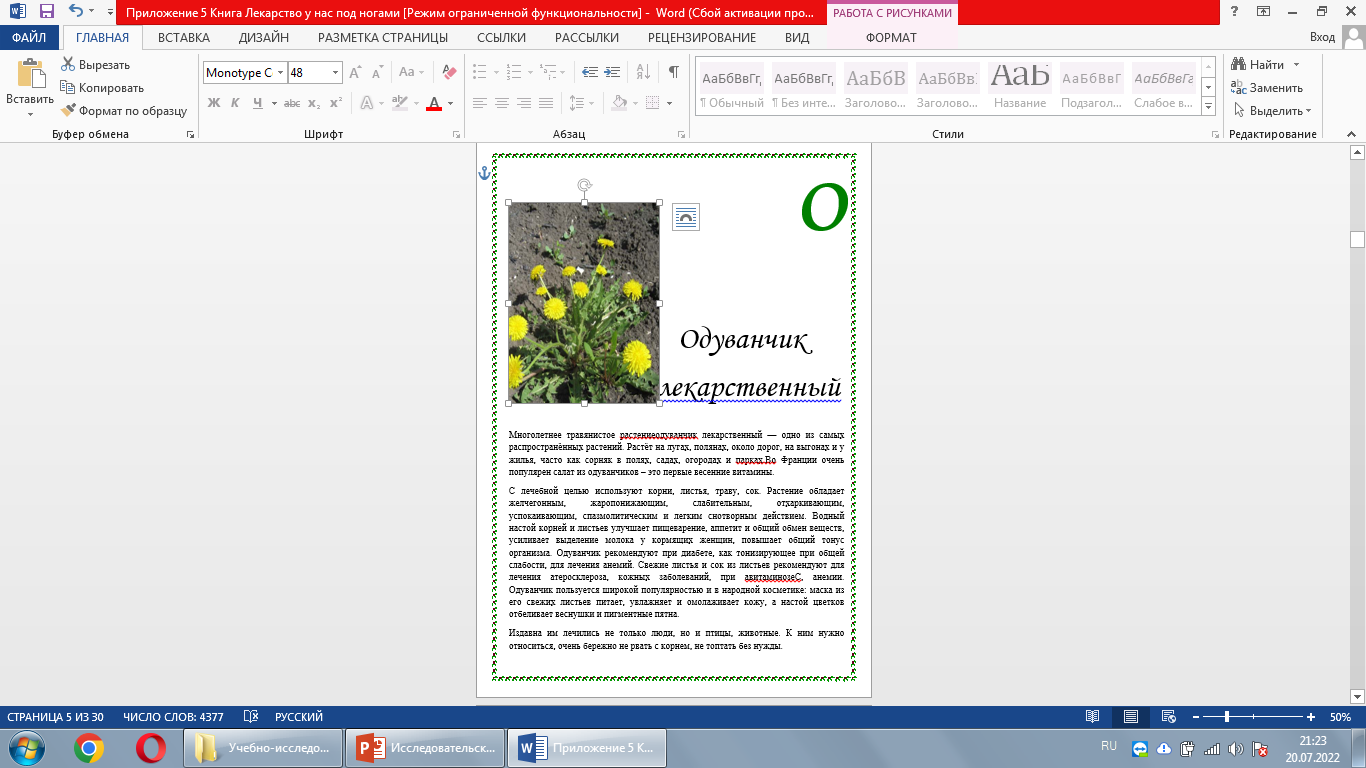 Приложение 5 Книга Лекарство у нас под ногами [Режим ограниченной функциональности] - Word (Сбой активации про...
РАБОТА С РИСУНКАМИ
ФАЙЛ ГЛАВНАЯ ВСТАВКА ДИЗАЙН РАЗМЕТКА СТРАНИЦЫ ССЫЛКИ РАССЫЛКИ РЕЦЕНЗИРОВАНИЕ ВИД ФОРМАТ Вход
Вставить
Вырезать
Копировать
Формат по образцу
Буфер обмена
Monotype C 48
Ж К Ч abc x₂ x²
Шрифт
Абзац
АаБбВвГг, АаБбВвГг, АаБбВ АаБбВв АаБ АаБбВвГ АаБбВвГг
¶ Обычный ¶ Без инте... Заголово... Заголово... Название Подзагол... Слабое в...
Стили
Найти
Заменить
Выделить
Редактирование
О
Одуванчик
лекарственный
Многолетнее травянистое растениеодуванчик лекарственный — одно из самых
распространённых растений. Растёт на лугах, полянах, около дорог, на выгонах и у
жилья, часто как сорняк в полях, садах, огородах и парках.Во Франции очень
популярен салат из одуванчиков – это первые весенние витамины.
С лечебной целью используют корни, листья, траву, сок. Растение обладает
желчегонным, жаропонижающим, слабительным, отхаркивающим,
успокаивающим, спазмолитическим и легким снотворным действием. Водный
настой корней и листьев улучшает пищеварение, аппетит и общий обмен веществ,
усиливает выделение молока у кормящих женщин, повышает общий тонус
организма. Одуванчик рекомендуют при диабете, как тонизирующее при общей
слабости, для лечения анемий. Свежие листья и сок из листьев рекомендуют для
лечения атеросклероза, кожных заболеваний, при авитаминозеС, анемии.
Одуванчик пользуется широкой популярностью и в народной косметике: маска из
его свежих листьев питает, увлажняет и омолаживает кожу, а настой цветков
отбеливает веснушки и пигментные пятна.
Издавна им лечились не только люди, но и птицы, животные. К ним нужно
относиться, очень бережно не рвать с корнем, не топтать без нужды.
СТРАНИЦА 5 ИЗ 30 ЧИСЛО СЛОВ: 4377 РУССКИЙ 50%
Учебно-исследо... Исследовательск... Приложение 5 К... RU 21:23
20.07.2022